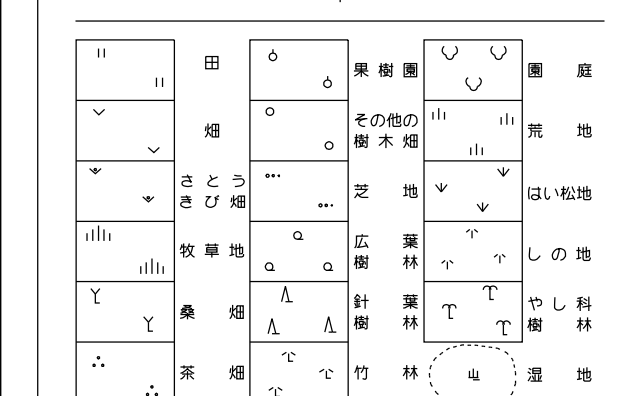 田
畑
さとう
きび畑
牧草地
桑畑
茶畑
果樹園
その他の
樹木畑
芝地
広葉
樹林
針葉
樹林
竹林
園庭
荒地
はい松地
しの地
やし科
樹林
湿地